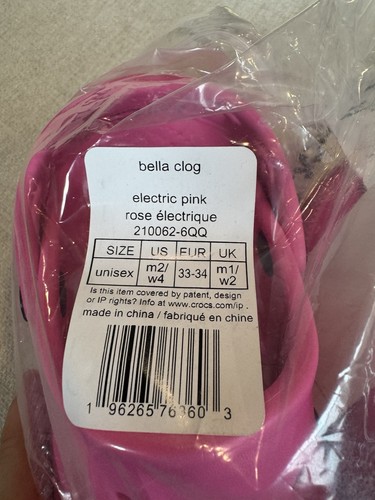 bella clog
electric pink
rose électrique
210062-6QQ
SIZE US EUR UK
unisex m2/ w4 33-34 m1/ w2
Is this item covered by patent, design
or IP rights? Info at www.crocs.com/ip .
made in china / fabriqué en chine
1 96265 76360 3